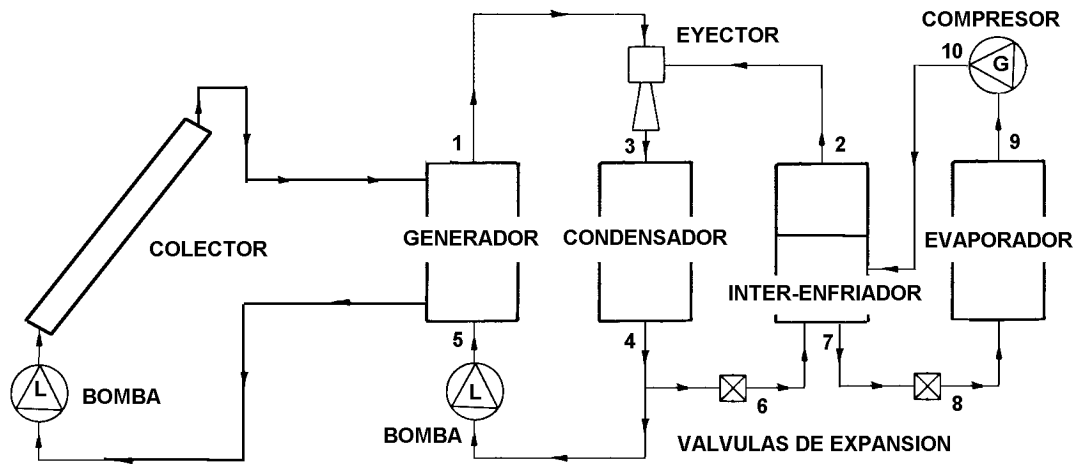 COMPRESOR
EYECTOR
10
G
1
3
2
9
COLECTOR
GENERADOR
CONDENSADOR
EVAPORADOR
INTER-ENFRIADOR
5
4
7
L
BOMBA
L
BOMBA
6
8
VALVULAS DE EXPANSION